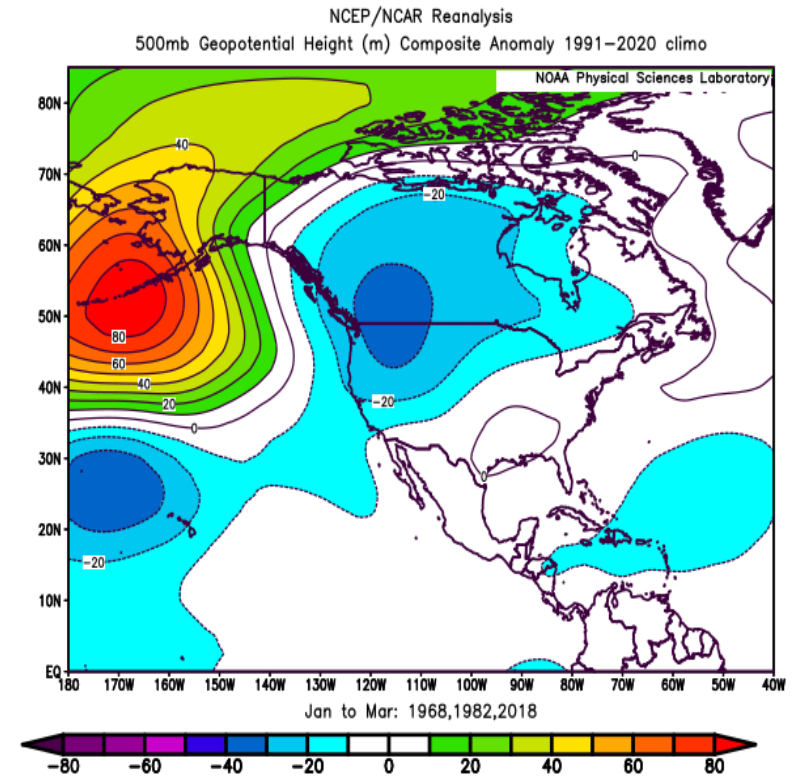 NCEP/NCAR Reanalysis
500mb Geopotential Height (m) Composite Anomaly 1991-2020 climo
NOAA Physical Sciences Laboratory
80N
40
0
70N
-20
60N
50N
80
60
40N
40
20
-20
0
30N
0
20N
-20
10N
EQ
180 170W 160W 150W 140W 130W 120W 110W 100W 90W 80W 70W 60W 50W 40W
Jan to Mar: 1968,1982,2018
-80 -60 -40 -20 0 20 40 60 80